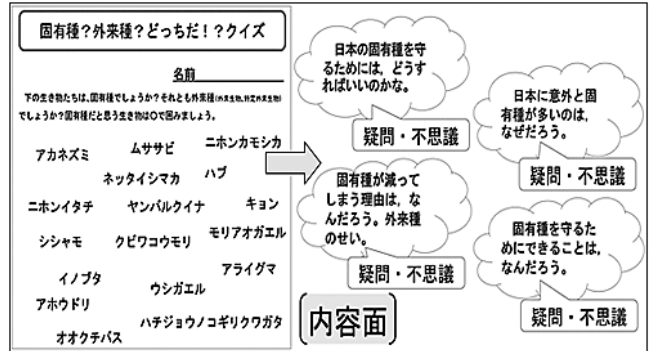 固有種？外来種？どっちだ！？クイズ
名前
下の生き物たちは、固有種でしょうか？それとも外来種(外来生物、特定外来生物)
でしょうか？固有種だと思う生き物は〇で囲みましょう。
アカネズミ
ムササビ
ニホンカモシカ
ネッタイシマカ
ハブ
ニホンイタチ
ヤンバルクイナ
キョン
シシャモ
クビワコウモリ
モリアオガエル
イノブタ
ウシガエル
アライグマ
アホウドリ
ハチジョウノコギリクワガタ
オオクチバス
日本の固有種を守
るためには，どうす
ればいいのかな。
疑問・不思議
日本に意外と固
有種が多いのは，
なぜだろう。
疑問・不思議
固有種が減って
しまう理由は，な
んだろう。外来種
のせい。
疑問・不思議
固有種を守るた
めにできることは，
なんだろう。
疑問・不思議
内容面